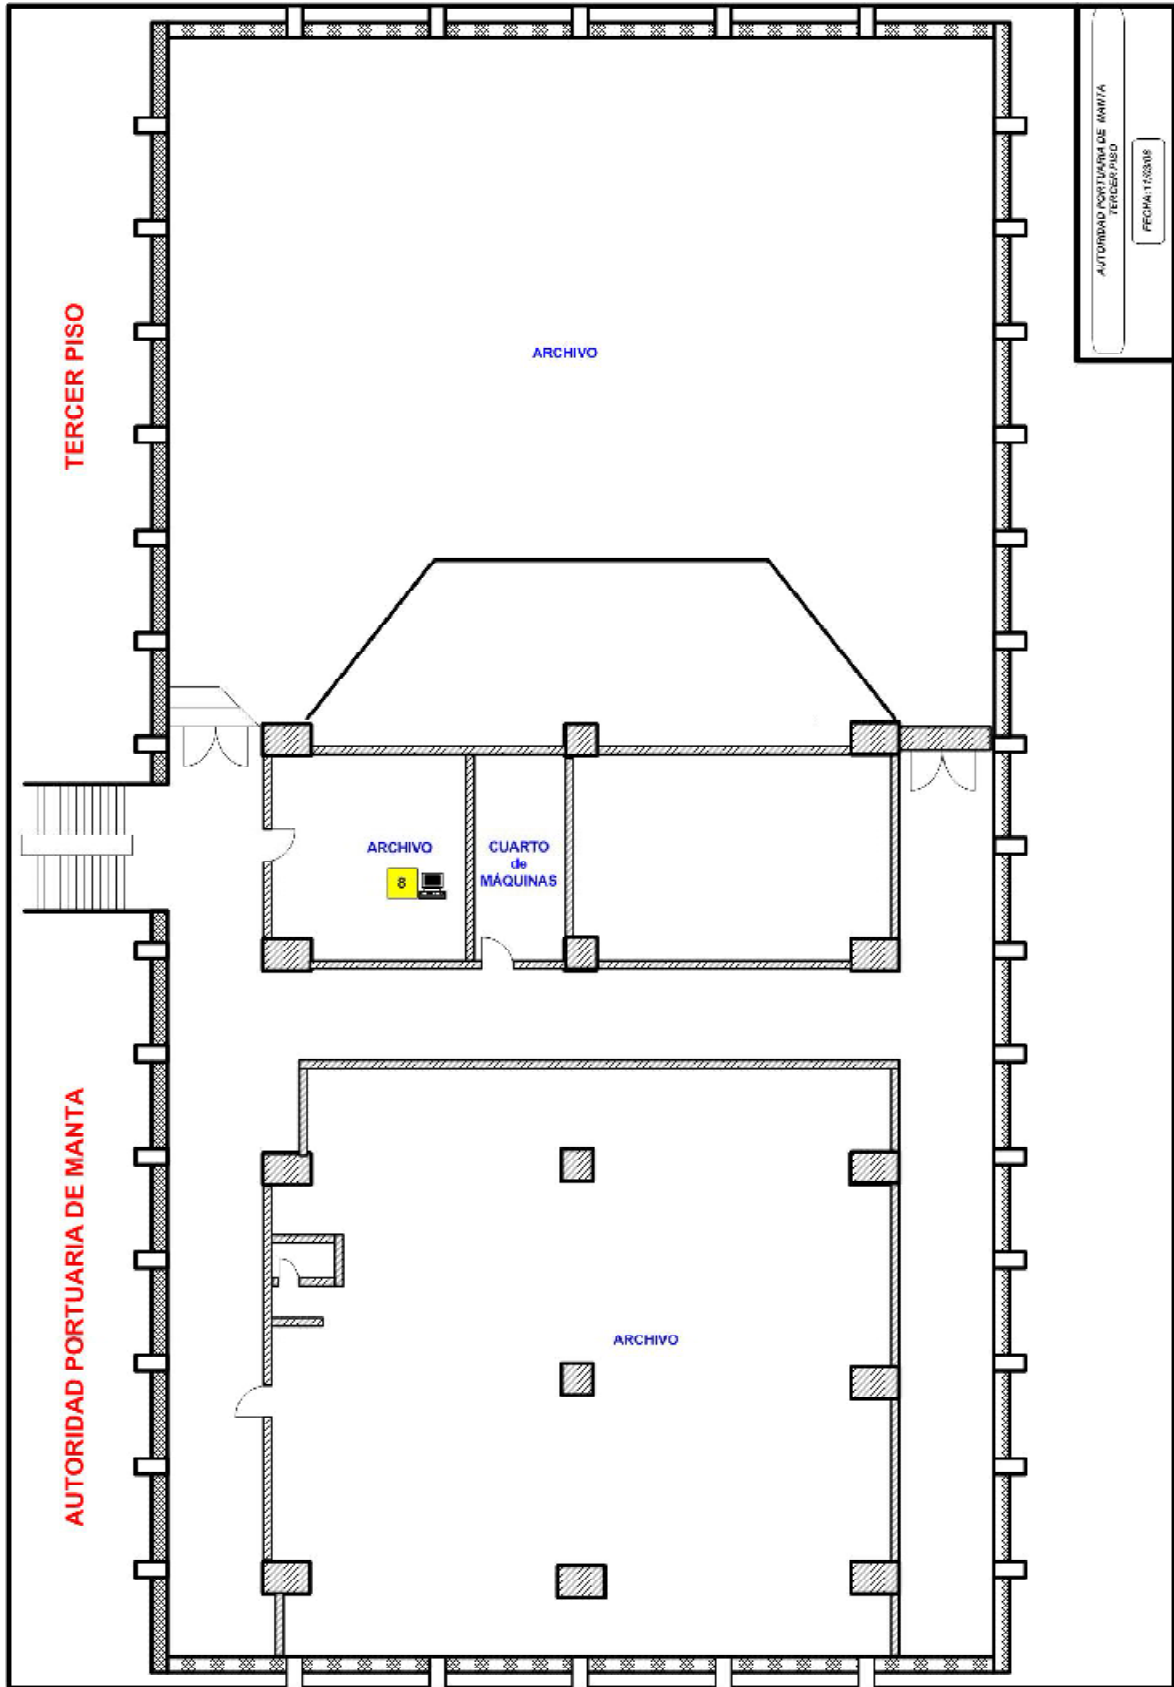 TERCER PISO
AUTORIDAD PORTUARIA DE MANTA
ARCHIVO
ARCHIVO
8
CUARTO
de
MÁQUINAS
ARCHIVO
AUTORIDAD PORTUARIA DE MANTA
TERCER PISO